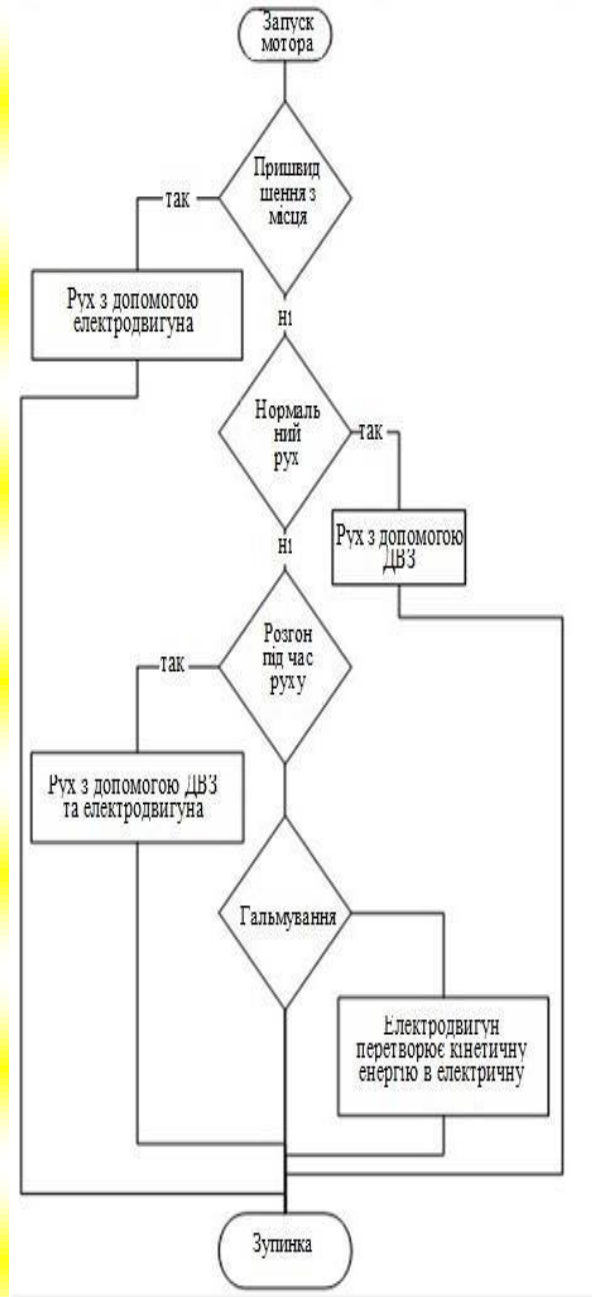 Запуск
мотора
Пришвид
шення з
місця
так
Рух з допомогою
електродвигуна
ні
Нормаль
ний
рух
так
Рух з допомогою
ДВЗ
ні
Розгон
під час
руху
так
Рух з допомогою ДВЗ
та електродвигуна
Гальмування
Електродвигун
перетворює кінетичну
енергію в електричну
Зупинка